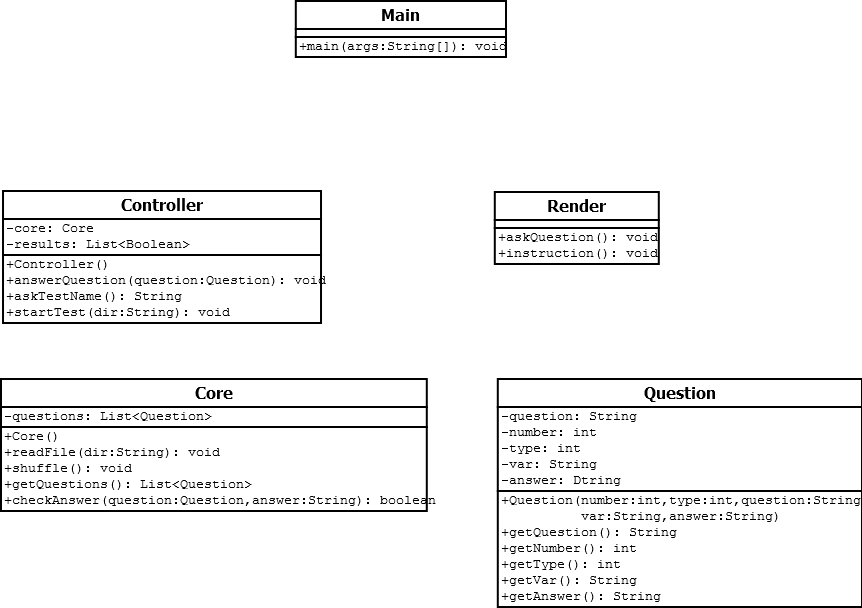 Main
+main(args:String[]): void
Controller
-core: Core
-results: List<Boolean>
+Controller()
+answerQuestion(question:Question): void
+askTestName(): String
+startTest(dir:String): void
Render
+askQuestion(): void
+instruction(): void
Core
-questions: List<Question>
+Core()
+readFile(dir:String): void
+shuffle(): void
+getQuestions(): List<Question>
+checkAnswer(question:Question,answer:String): boolean
Question
-question: String
-number: int
-type: int
-var: String
-answer: Dtring
+Question(number:int,type:int,question:String
var:String,answer:String)
+getQuestion(): String
+getNumber(): int
+getType(): int
+getVar(): String
+getAnswer(): String